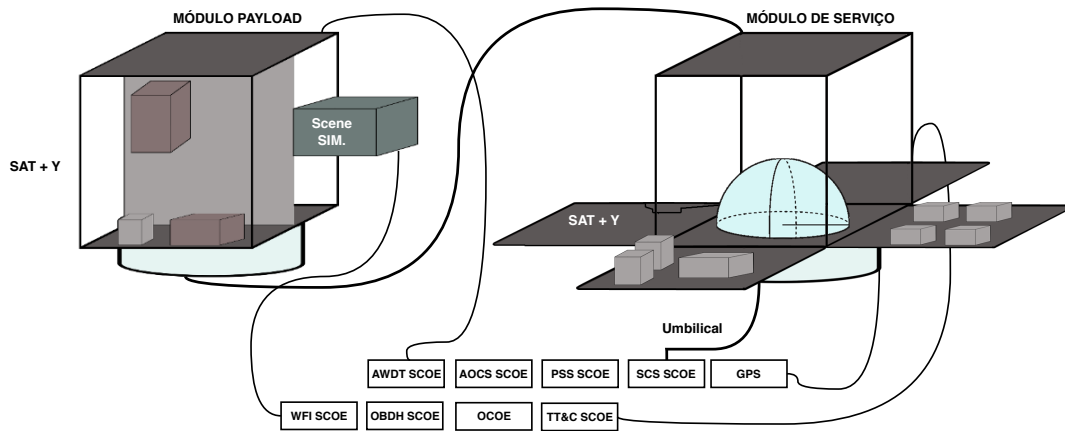 MÓDULO PAYLOAD
MÓDULO DE SERVIÇO
Scene
SIM.
SAT + Y
SAT + Y
Umbilical
AWDT SCOE
AOCS SCOE
PSS SCOE
SCS SCOE
GPS
WFI SCOE
OBDH SCOE
OCOE
TT&C SCOE